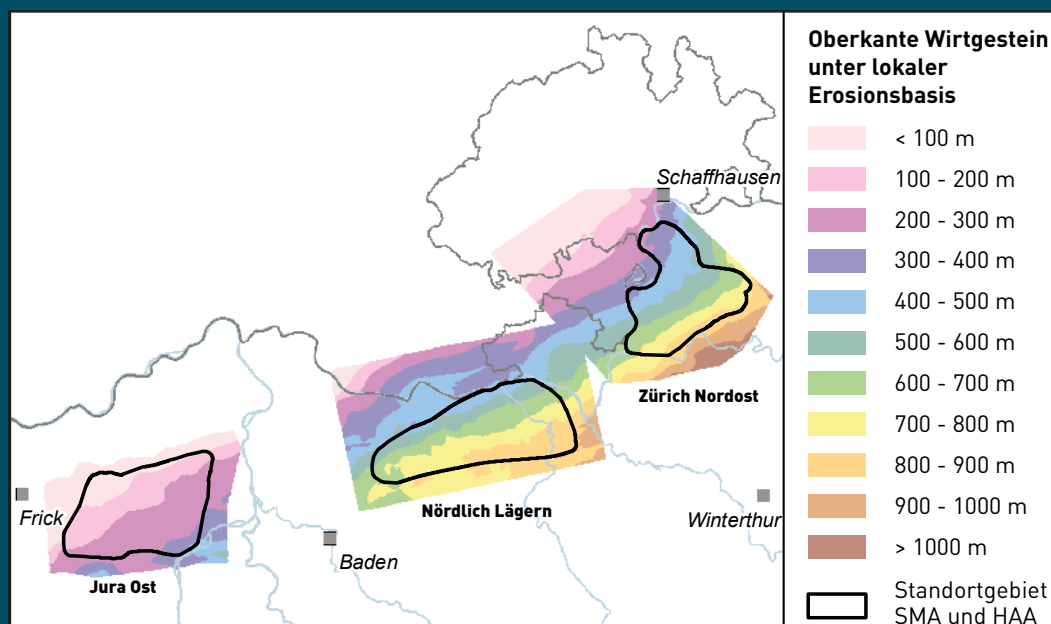 Oberkante Wirtgestein
unter lokaler
Erosionsbasis
< 100 m
100 - 200 m
200 - 300 m
300 - 400 m
400 - 500 m
500 - 600 m
600 - 700 m
700 - 800 m
800 - 900 m
900 - 1000 m
> 1000 m
Standortgebiet
SMA und HAA
Schaffhausen
Zürich Nordost
Nördlich Lägern
Winterthur
Frick
Baden
Jura Ost